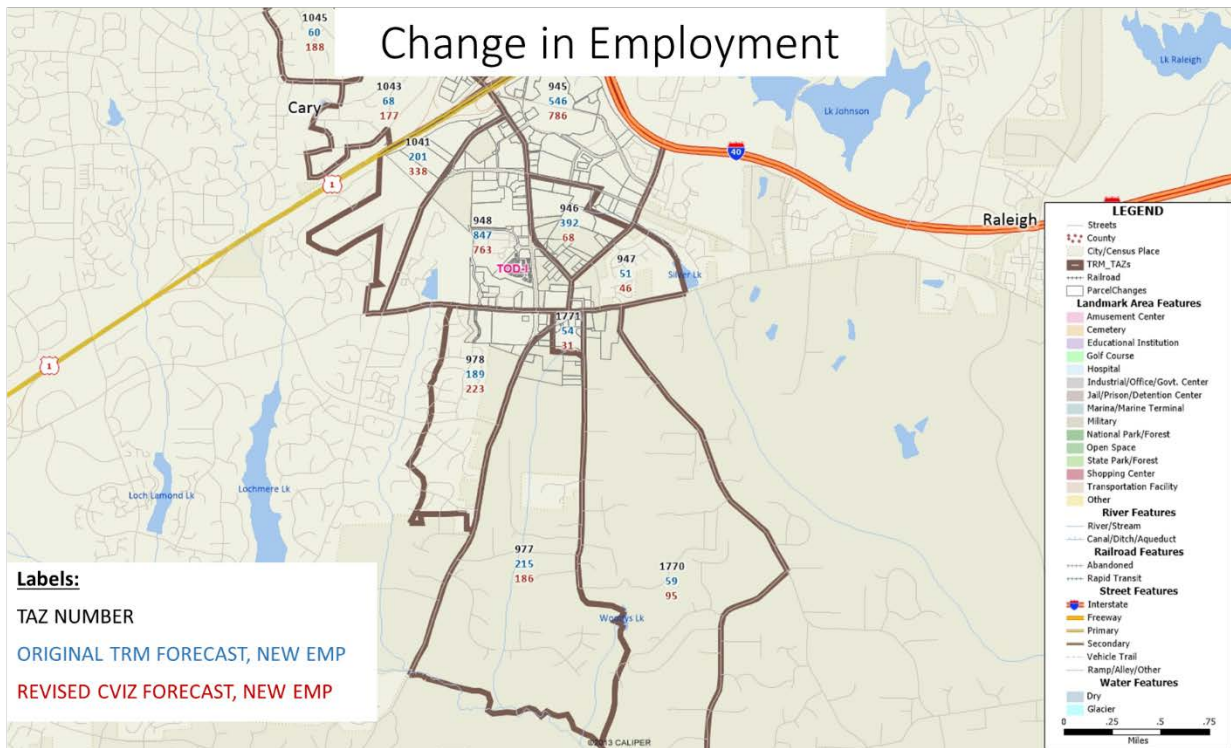 Change in Employment
1045
60
188
1043
68
177
Cary
1041
201
338
1
945
546
786
Lk Johnson
Lk Raleigh
40
Raleigh
948
847
763
TOD-I
946
392
68
947
51
46
Silver Lk
1771
54
31
978
189
223
1
Loch Lamond Lk
Lochmere Lk
977
215
186
1770
59
95
©2013 CALIPER
Labels:
TAZ NUMBER
ORIGINAL TRM FORECAST, NEW EMP
REVISED CVIZ FORECAST, NEW EMP
LEGEND
Streets
County
City/Census Place
TRM_TAZs
Railroad
ParcelChanges
Landmark Area Features
Amusement Center
Cemetery
Educational Institution
Golf Course
Hospital
Industrial/Office/Govt. Center
Jail/Prison/Detention Center
Marina/Marine Terminal
Military
National Park/Forest
Open Space
State Park/Forest
Shopping Center
Transportation Facility
Other
River Features
River/Stream
Canal/Ditch/Aqueduct
Railroad Features
Abandoned
Rapid Transit
Street Features
Interstate
Freeway
Primary
Secondary
Vehicle Trail
Ramp/Alley/Other
Water Features
Dry
Glacier
0 .25 .5 .75
Miles